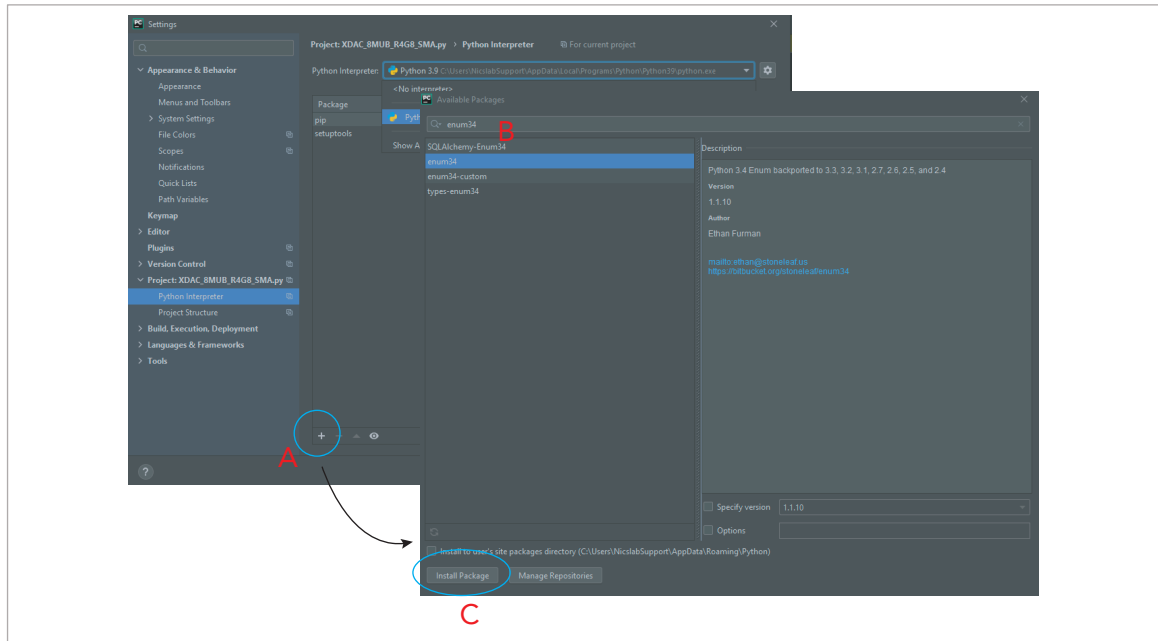 Settings
Project: XDAC_8MUB_R4G8_SMA.py > Python Interpreter For current project
Appearance & Behavior
Appearance
Menus and Toolbars
System Settings
File Colors
Scopes
Notifications
Quick Lists
Path Variables
Keymap
Editor
Plugins
Version Control
Project: XDAC_8MUB_R4G8_SMA.py
Python Interpreter
Project Structure
Build, Execution, Deployment
Languages & Frameworks
Tools
?
Python Interpreter: Python 3.9 C:\Users\NicslabSupport\AppData\Local\Programs\Python\Python39\python.exe
<No interpreter>
Pyth
Show A
Package
pip
setuptools
A
Available Packages
enum34
B
SQLAlchemy-Enum34
enum34
enum34-custom
types-enum34
Description
Python 3.4 Enum backported to 3.3, 3.2, 3.1, 2.7, 2.6, 2.5, and 2.4
Version
1.1.10
Author
Ethan Furman
mailto:ethan@stoneleaf.us
https://bitbucket.org/stoneleaf/enum34
Specify version 1.1.10
Options
Install to user's site packages directory (C:\Users\NicslabSupport\AppData\Roaming\Python)
Install Package Manage Repositories
C